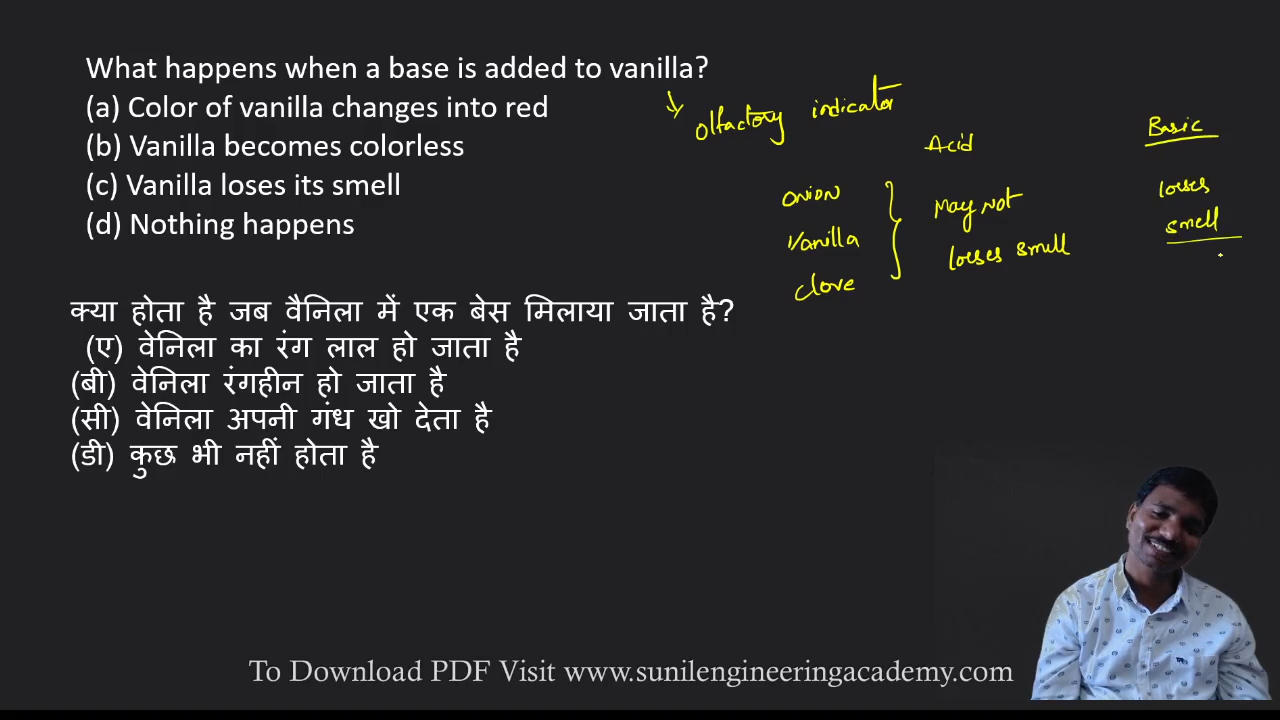 What happens when a base is added to vanilla?
(a) Color of vanilla changes into red
(b) Vanilla becomes colorless
(c) Vanilla loses its smell
(d) Nothing happens
Olfactory indicator
Acid
Basic
Onion
Vanilla
Clove
May not
loeses smell
loses
smell
क्या होता है जब वैनिला में एक बेस मिलाया जाता है?
(ए) वेनिला का रंग लाल हो जाता है
(बी) वेनिला रंगहीन हो जाता है
(सी) वेनिला अपनी गंध खो देता है
(डी) कुछ भी नहीं होता है
To Download PDF Visit www.sunilengineeringacademy.com